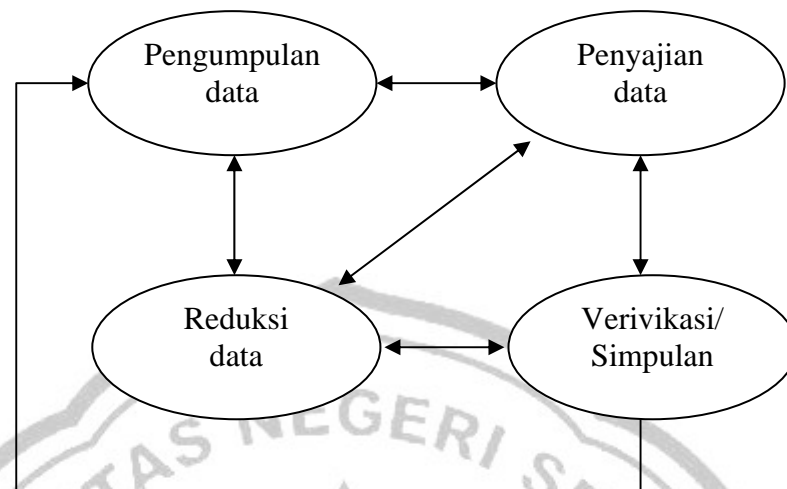 Pengumpulan
data
Penyajian
data
Reduksi
data
Verivikasi/
Simpulan
TAS NEGERI S